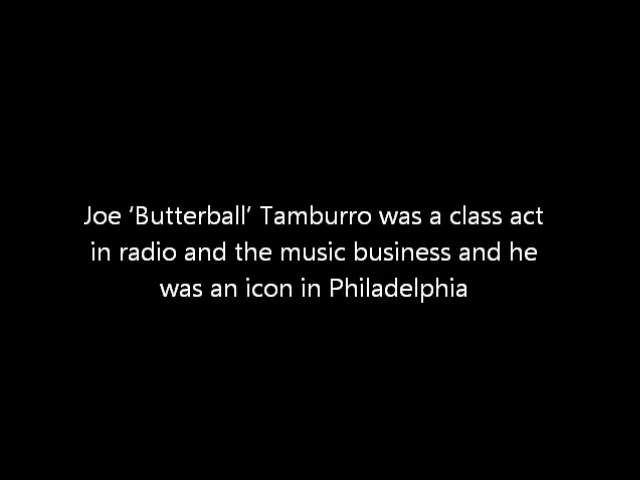 Joe ‘Butterball’ Tamburro was a class act
in radio and the music business and he
was an icon in Philadelphia